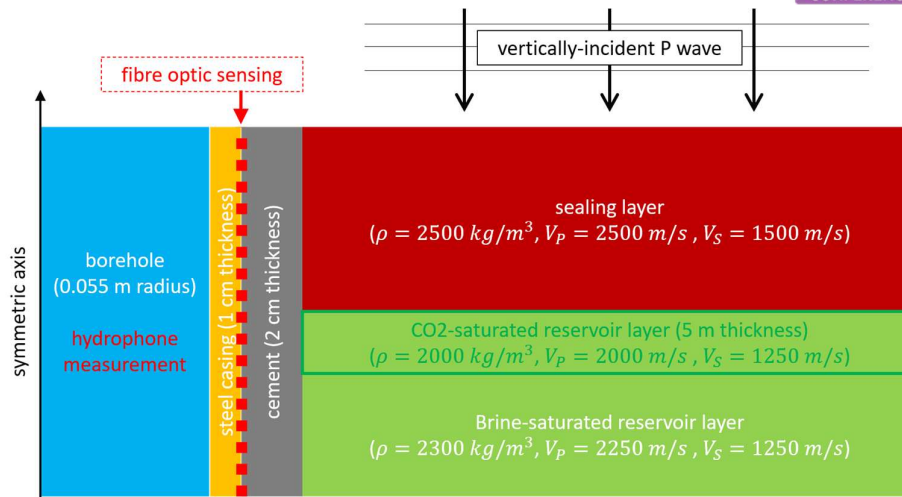 vertically-incident P wave
fibre optic sensing
symmetric axis
borehole
(0.055 m radius)
hydrophone
measurement
steel casing (1 cm thickness)
cement (2 cm thickness)
sealing layer
(ρ = 2500 kg/m³, V_P = 2500 m/s , V_S = 1500 m/s)
CO2-saturated reservoir layer (5 m thickness)
(ρ = 2000 kg/m³, V_P = 2000 m/s , V_S = 1250 m/s)
Brine-saturated reservoir layer
(ρ = 2300 kg/m³, V_P = 2250 m/s , V_S = 1250 m/s)